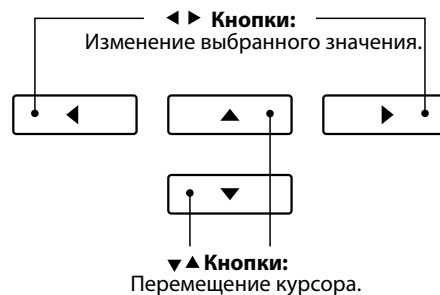 ◀ ▶ Кнопки:
Изменение выбранного значения.
▼ ▲ Кнопки:
Перемещение курсора.